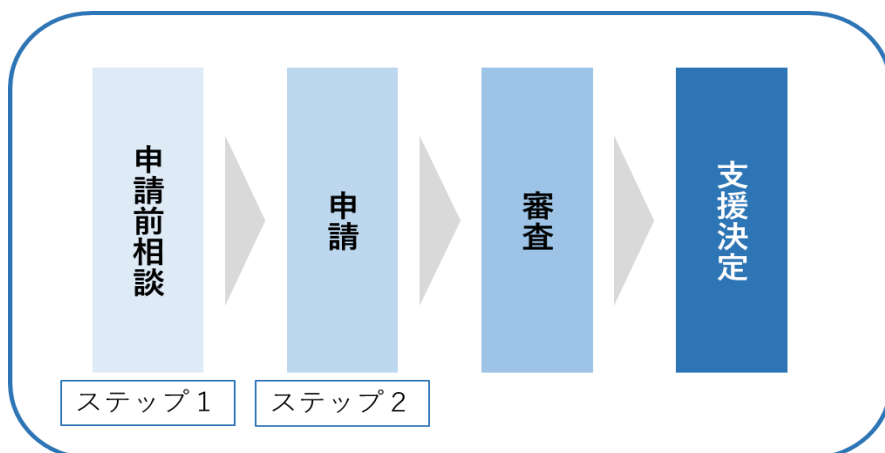 申請前相談
申請
審査
支援決定
ステップ１
ステップ２